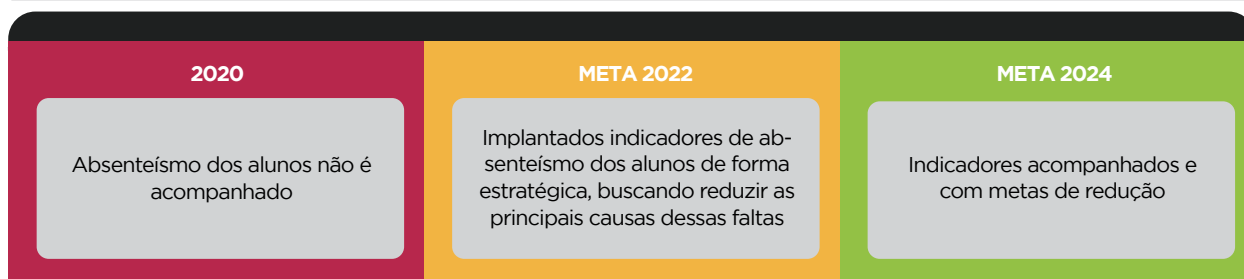 2020
Absenteísmo dos alunos não é
acompanhado
META 2022
Implantados indicadores de ab-
senteísmo dos alunos de forma
estratégica, buscando reduzir as
principais causas dessas faltas
META 2024
Indicadores acompanhados e
com metas de redução